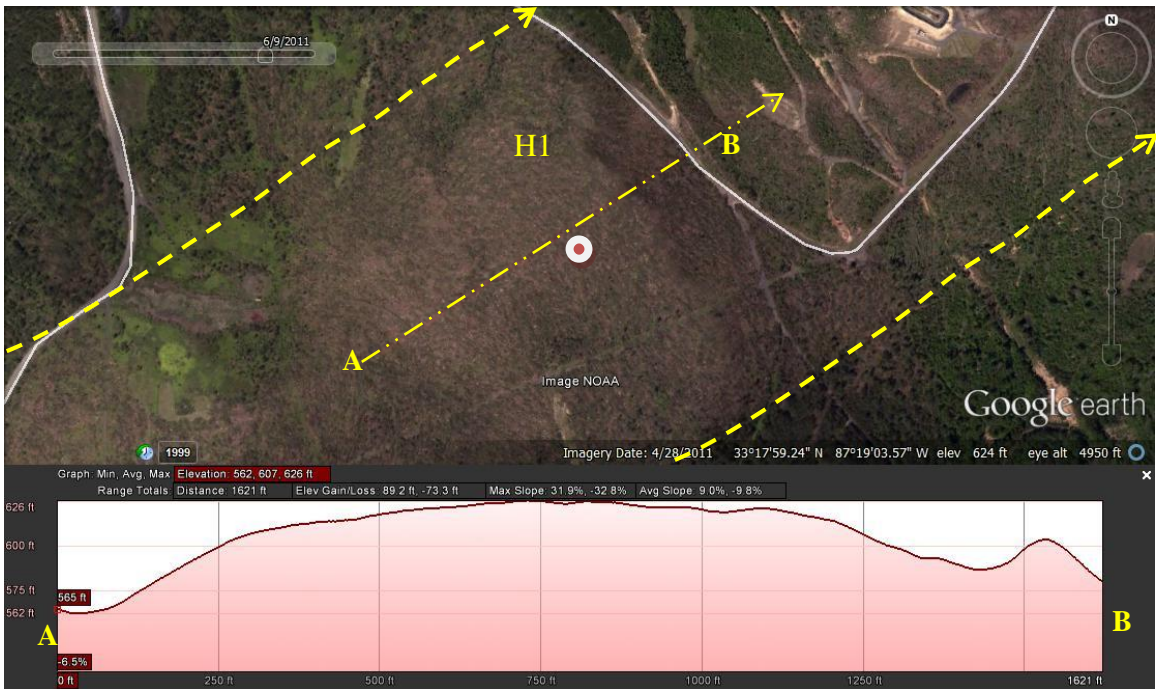 6/9/2011
N
H1
B
A
Image NOAA
Google earth
1999
Imagery Date: 4/28/2011 33°17'59.24" N 87°19'03.57" W elev 624 ft eye alt 4950 ft
Graph: Min, Avg, Max Elevation: 562, 607, 626 ft
Range Totals: Distance: 1621 ft Elev Gain/Loss: 89.2 ft, -73.3 ft Max Slope: 31.9%, -32.8% Avg Slope: 9.0%, -9.8%
626 ft
600 ft
575 ft
565 ft
562 ft
A
B
-6.5%
0 ft 250 ft 500 ft 750 ft 1000 ft 1250 ft 1621 ft